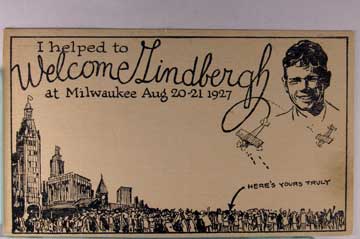 I helped to
Welcome Lindbergh
at Milwaukee Aug 20-21 1927
HERE'S YOURS TRULY